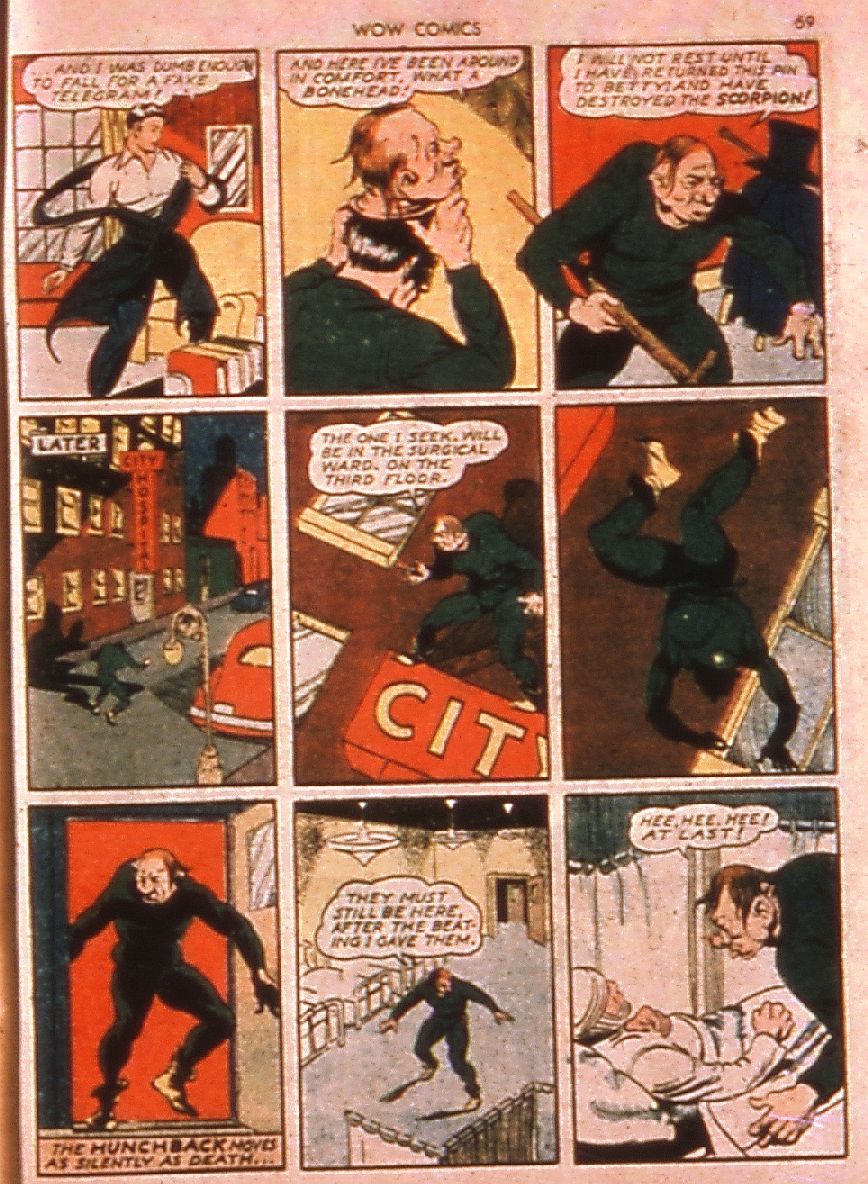 WOW COMICS
59
AND I WAS DUMB ENOUGH
TO FALL FOR A FAKE
TELEGRAM!
AND HERE I'VE BEEN AROUND
IN COMFORT. WHAT A
BONEHEAD!
I WILL NOT REST UNTIL
I HAVE RETURNED THE PIN
TO BETTY! AND HAVE
DESTROYED THE SCORPION!
LATER
CITY
HOSPITAL
THE ONE I SEEK, WILL
BE IN THE SURGICAL
WARD. ON THE
THIRD FLOOR.
CITY
THE HUNCHBACK MOVES
AS SILENTLY AS DEATH...
THEY MUST
STILL BE HERE,
AFTER THE BEAT-
ING I GAVE THEM.
HEE, HEE, HEE!
AT LAST!